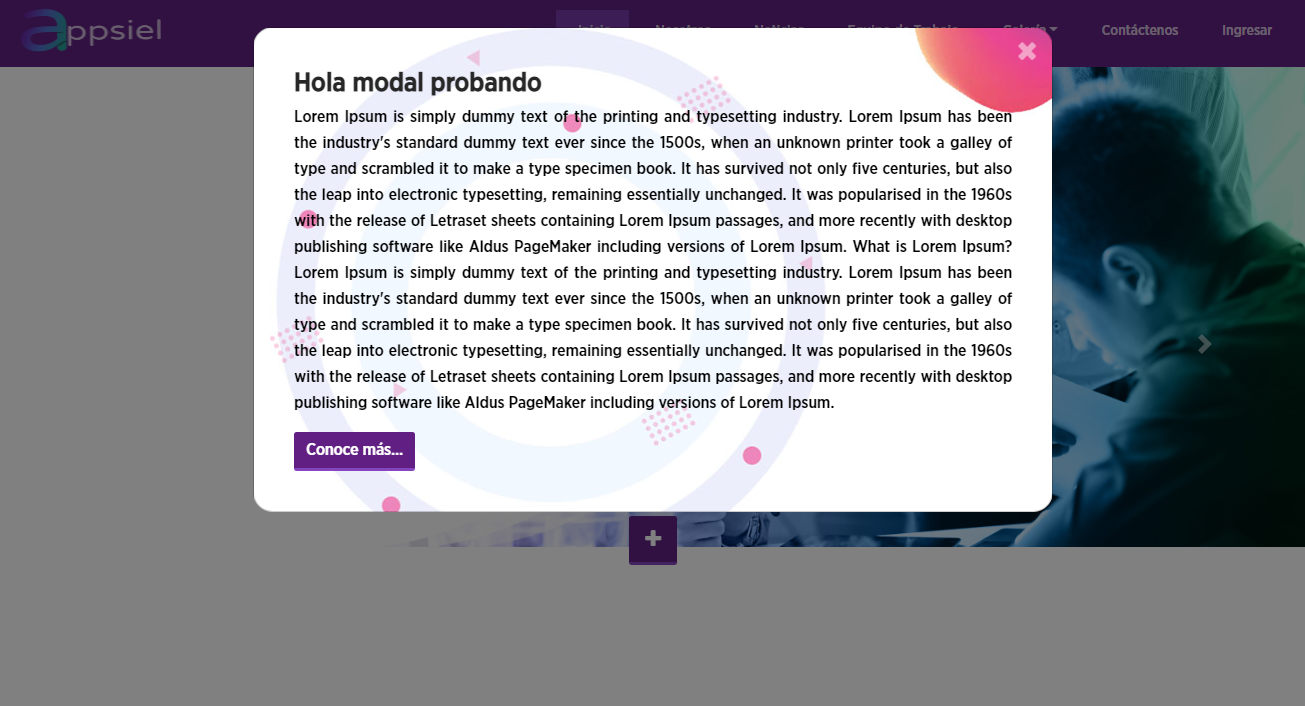 appsiel
Inicio Nosotros Noticias Equipo de Trabajo Galería Contáctenos Ingresar
Hola modal probando
Lorem Ipsum is simply dummy text of the printing and typesetting industry. Lorem Ipsum has been
the industry's standard dummy text ever since the 1500s, when an unknown printer took a galley of
type and scrambled it to make a type specimen book. It has survived not only five centuries, but also
the leap into electronic typesetting, remaining essentially unchanged. It was popularised in the 1960s
with the release of Letraset sheets containing Lorem Ipsum passages, and more recently with desktop
publishing software like Aldus PageMaker including versions of Lorem Ipsum. What is Lorem Ipsum?
Lorem Ipsum is simply dummy text of the printing and typesetting industry. Lorem Ipsum has been
the industry's standard dummy text ever since the 1500s, when an unknown printer took a galley of
type and scrambled it to make a type specimen book. It has survived not only five centuries, but also
the leap into electronic typesetting, remaining essentially unchanged. It was popularised in the 1960s
with the release of Letraset sheets containing Lorem Ipsum passages, and more recently with desktop
publishing software like Aldus PageMaker including versions of Lorem Ipsum.
Conoce más...